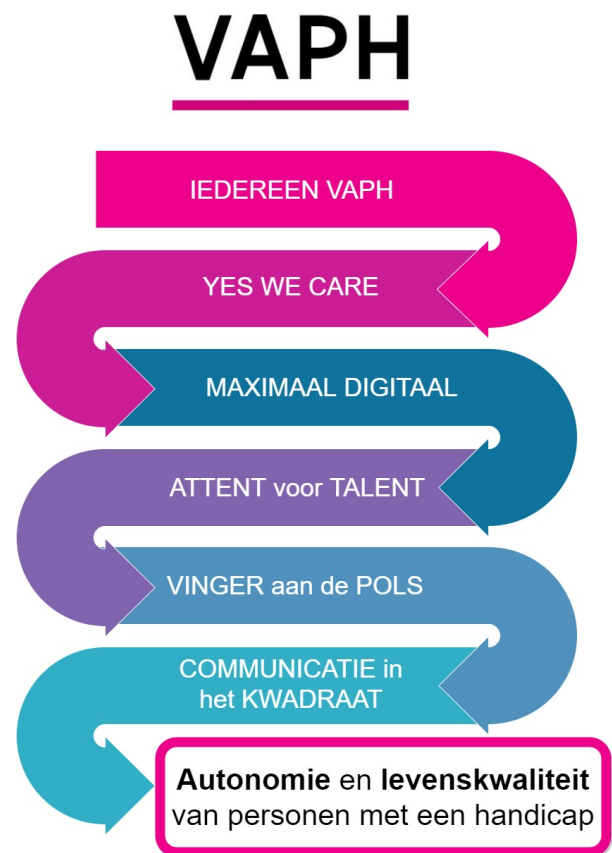 VAPH
IEDEREEN VAPH
YES WE CARE
MAXIMAAL DIGITAAL
ATTENT voor TALENT
VINGER aan de POLS
COMMUNICATIE in
het KWADRAAT
Autonomie en levenskwaliteit
van personen met een handicap